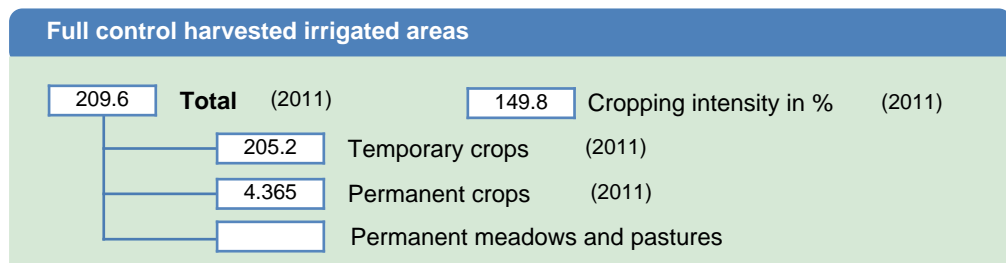 Full control harvested irrigated areas
209.6 Total (2011) 149.8 Cropping intensity in % (2011)
205.2 Temporary crops (2011)
4.365 Permanent crops (2011)
Permanent meadows and pastures